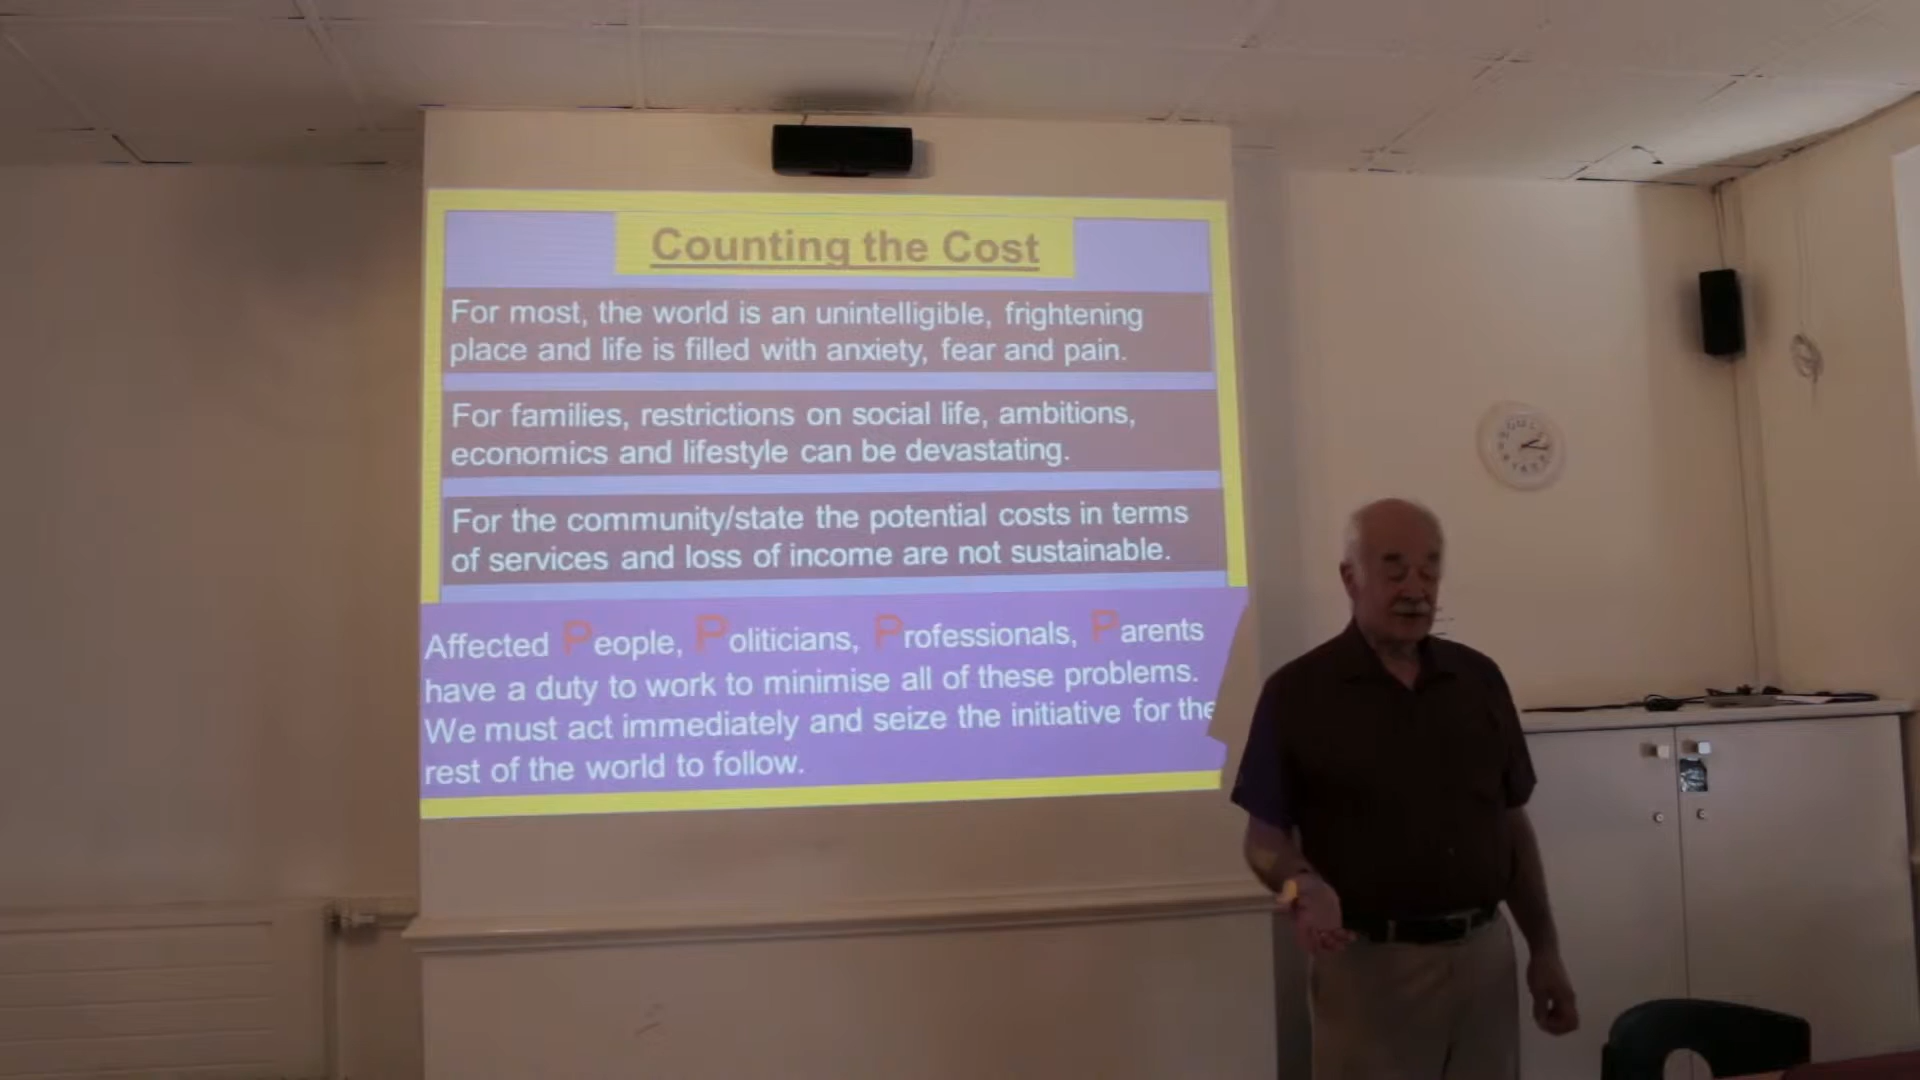 Counting the Cost
For most, the world is an unintelligible, frightening
place and life is filled with anxiety, fear and pain.
For families, restrictions on social life, ambitions,
economics and lifestyle can be devastating.
For the community/state the potential costs in terms
of services and loss of income are not sustainable.
Affected People, Politicians, Professionals, Parents
have a duty to work to minimise all of these problems.
We must act immediately and seize the initiative for the
rest of the world to follow.